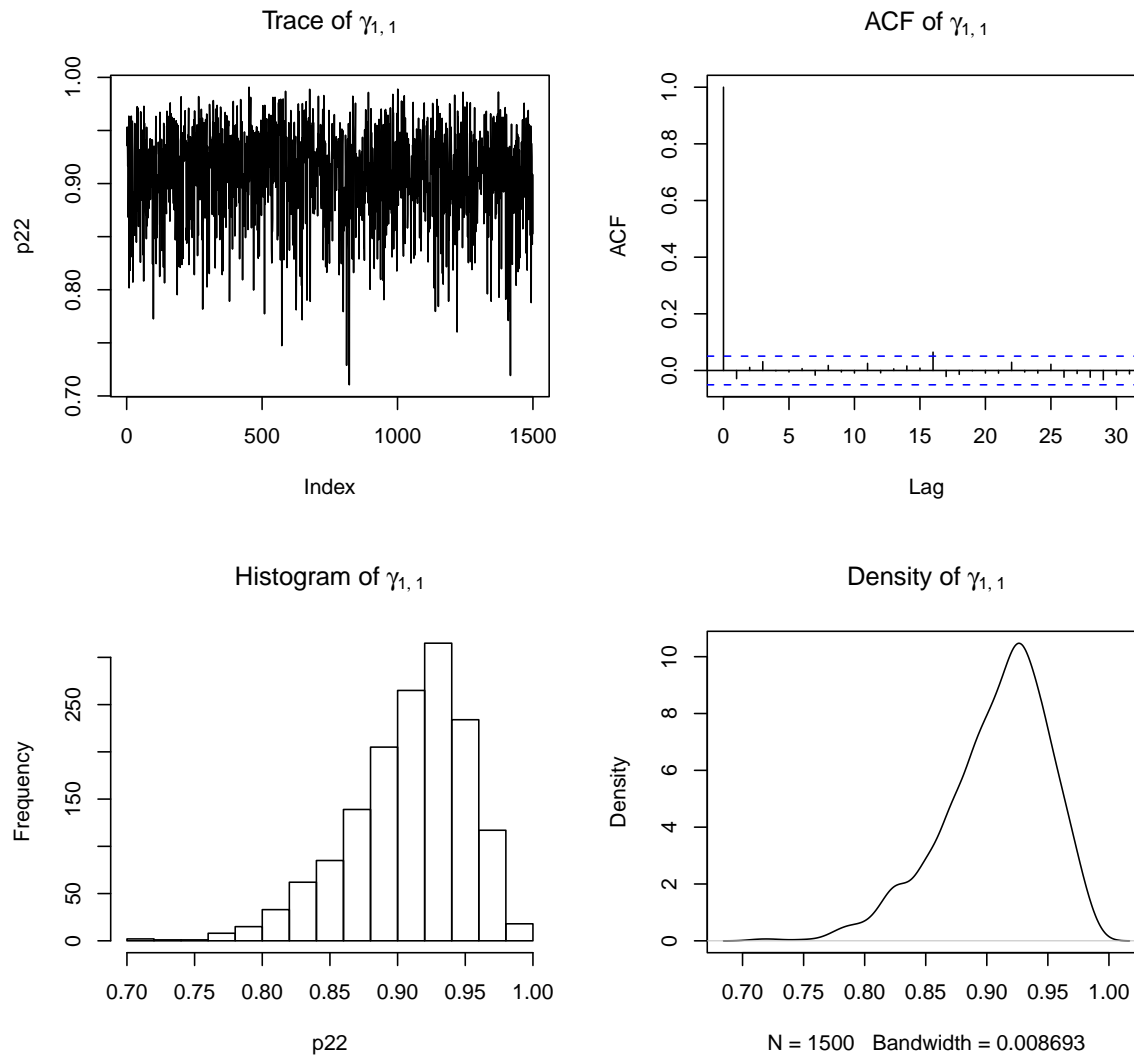 Trace of γ1, 1
p22
0.70 0.80 0.90 1.00
0 500 1000 1500
Index
ACF of γ1, 1
ACF
0.0 0.2 0.4 0.6 0.8 1.0
0 5 10 15 20 25 30
Lag
Histogram of γ1, 1
Frequency
0 50 150 250
0.70 0.75 0.80 0.85 0.90 0.95 1.00
p22
Density of γ1, 1
Density
0 2 4 6 8 10
0.70 0.75 0.80 0.85 0.90 0.95 1.00
N = 1500 Bandwidth = 0.008693